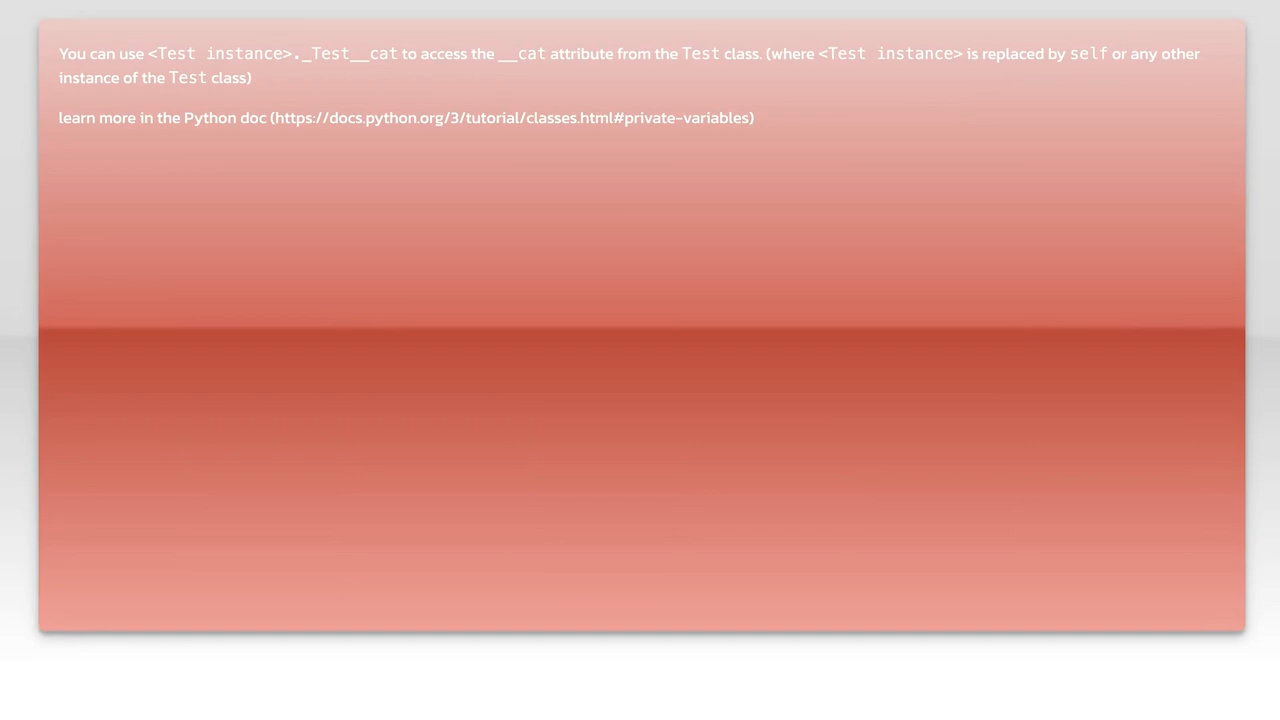 You can use <Test instance>._Test__cat to access the __cat attribute from the Test class. (where <Test instance> is replaced by self or any other
instance of the Test class)
learn more in the Python doc (https://docs.python.org/3/tutorial/classes.html#private-variables)